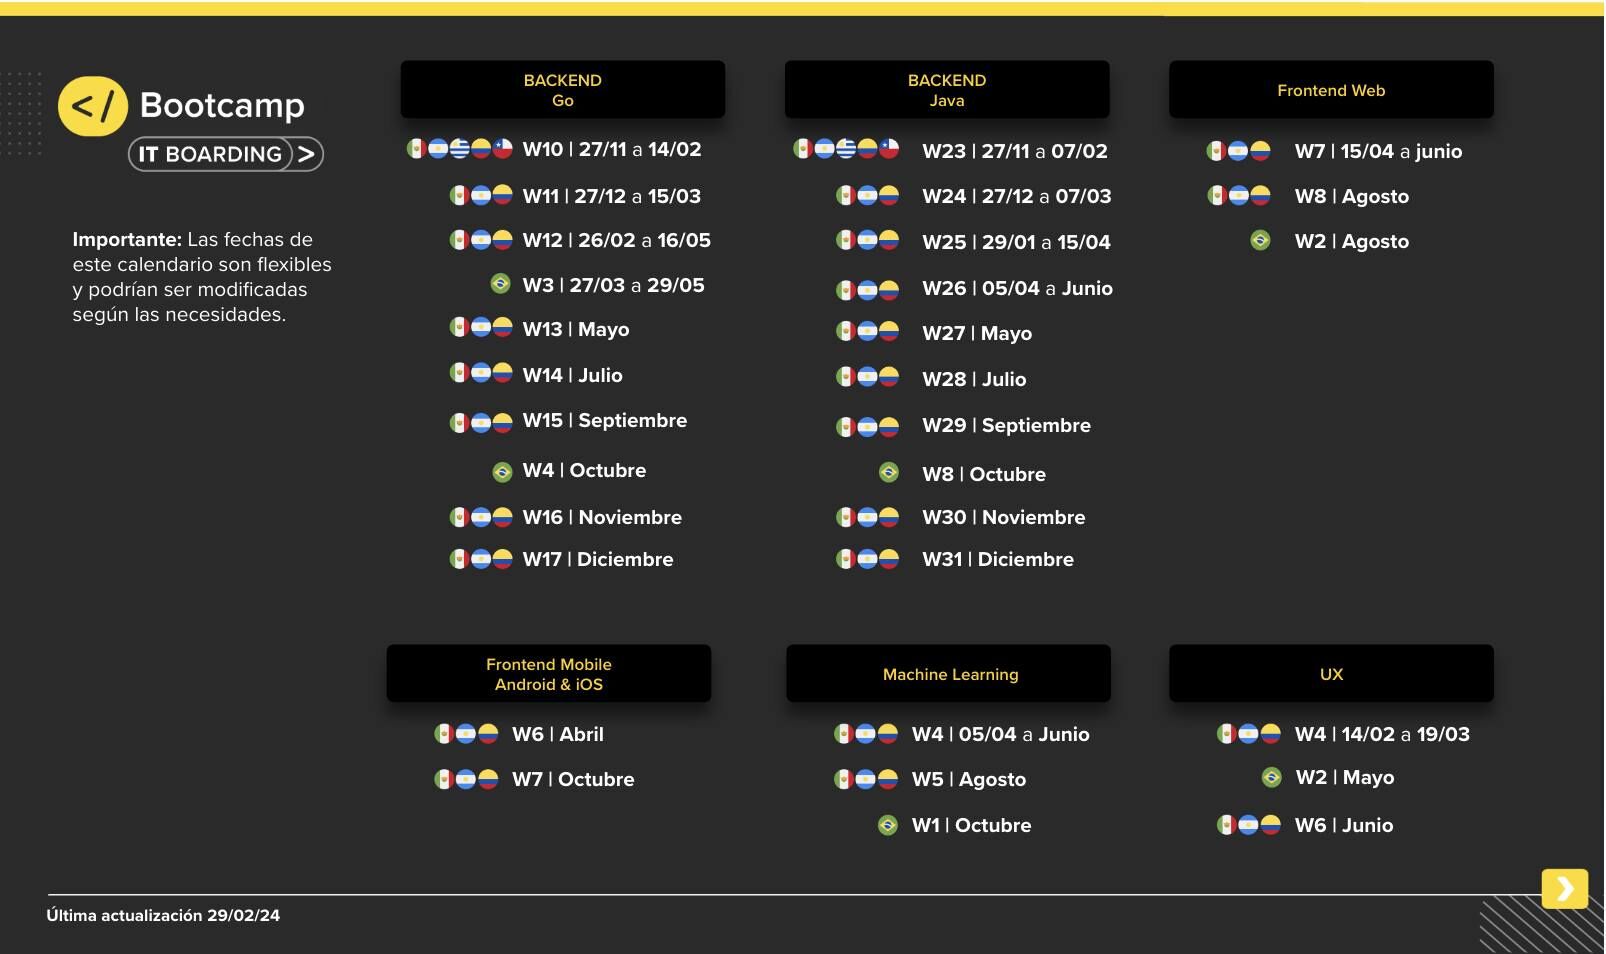 </> Bootcamp
IT BOARDING >
Importante: Las fechas de
este calendario son flexibles
y podrían ser modificadas
según las necesidades.
BACKEND
Go
W10 | 27/11 a 14/02
W11 | 27/12 a 15/03
W12 | 26/02 a 16/05
W3 | 27/03 a 29/05
W13 | Mayo
W14 | Julio
W15 | Septiembre
W4 | Octubre
W16 | Noviembre
W17 | Diciembre
BACKEND
Java
W23 | 27/11 a 07/02
W24 | 27/12 a 07/03
W25 | 29/01 a 15/04
W26 | 05/04 a Junio
W27 | Mayo
W28 | Julio
W29 | Septiembre
W8 | Octubre
W30 | Noviembre
W31 | Diciembre
Frontend Web
W7 | 15/04 a junio
W8 | Agosto
W2 | Agosto
Frontend Mobile
Android & iOS
W6 | Abril
W7 | Octubre
Machine Learning
W4 | 05/04 a Junio
W5 | Agosto
W1 | Octubre
UX
W4 | 14/02 a 19/03
W2 | Mayo
W6 | Junio
Última actualización 29/02/24